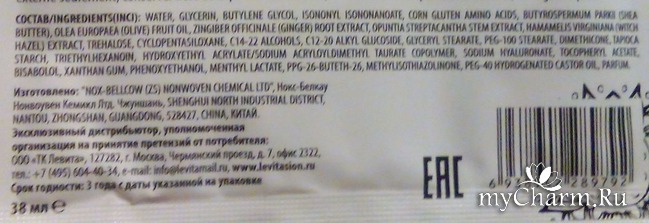 СОСТАВ/INGREDIENTS(INCI): WATER, GLYCERIN, BUTYLENE GLYCOL, ISONONYL ISONONANOATE, CORN GLUTEN AMINO ACIDS, BUTYROSPERMUM PARKII (SHEA
BUTTER), OLEA EUROPAEA (OLIVE) FRUIT OIL, ZINGIBER OFFICINALE (GINGER) ROOT EXTRACT, OPUNTIA STREPTACANTHA STEM EXTRACT, HAMAMELIS VIRGINIANA (WITCH
HAZEL) EXTRACT, TREHALOSE, CYCLOPENTASILOXANE, C14-22 ALCOHOLS, C12-20 ALKYL GLUCOSIDE, GLYCERYL STEARATE, PEG-100 STEARATE, DIMETHICONE, TAPIOCA
STARCH, TRIETHYLHEXANOIN, HYDROXYETHYL ACRYLATE/SODIUM ACRYLOYLDIMETHYL TAURATE COPOLYMER, SODIUM HYALURONATE, TOCOPHERYL ACETATE,
BISABOLOL, XANTHAN GUM, PHENOXYETHANOL, MENTHYL LACTATE, PPG-26-BUTETH-26, METHYLISOTHIAZOLINONE, PEG-40 HYDROGENATED CASTOR OIL, PARFUM.
Изготовлено: "NOX-BELLCOW (ZS) NONWOVEN CHEMICAL LTD", Нокс-Белкау
Нонвоувен Кемикл Лтд, Чжуншань, SHENGHUI NORTH INDUSTRIAL DISTRICT,
NANTOU, ZHONGSHAN, GUANGDONG, 528427, CHINA, КИТАЙ.
Эксклюзивный дистрибьютор, уполномоченная
организация на принятие претензий от потребителя:
ООО «ТК Левита», 127282, г. Москва, Чермянский проезд, д. 7, офис 2322,
тел.: +7 (495) 604-40-34, e-mail: info@levitamail.ru www.levitasion.ru
Срок годности: 3 года с даты указанной на упаковке
38 мл e
EAC
myCharm.Ru